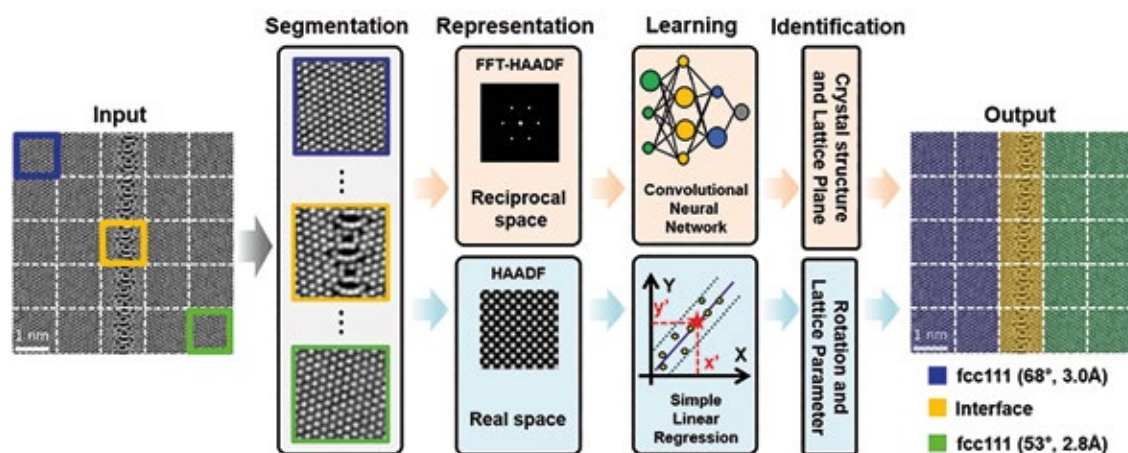 Segmentation
Representation
Learning
Identification
Input
1 nm
FFT-HAADF
Reciprocal
space
Convolutional
Neural
Network
Crystal structure
and Lattice Plane
HAADF
Real space
Y
y'
X
x'
Simple
Linear
Regression
Rotation and
Lattice Parameter
Output
1 nm
fcc111 (68°, 3.0Å)
Interface
fcc111 (53°, 2.8Å)